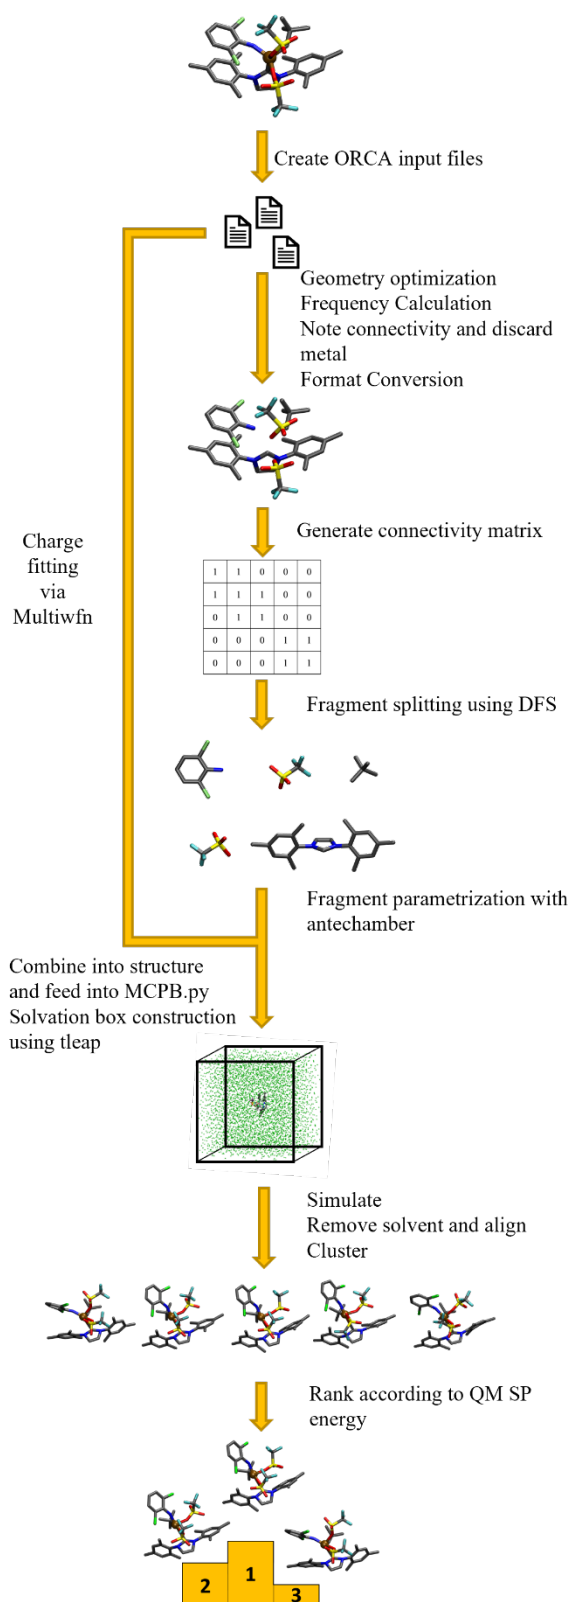 Create ORCA input files
Geometry optimization
Frequency Calculation
Note connectivity and discard
metal
Format Conversion
Generate connectivity matrix
Charge
fitting
via
Multiwfn
1 1 0 0 0
1 1 1 0 0
0 1 1 0 0
0 0 0 1 1
0 0 0 1 1
Fragment splitting using DFS
Fragment parametrization with
antechamber
Combine into structure
and feed into MCPB.py
Solvation box construction
using tleap
Simulate
Remove solvent and align
Cluster
Rank according to QM SP
energy
1
2
3